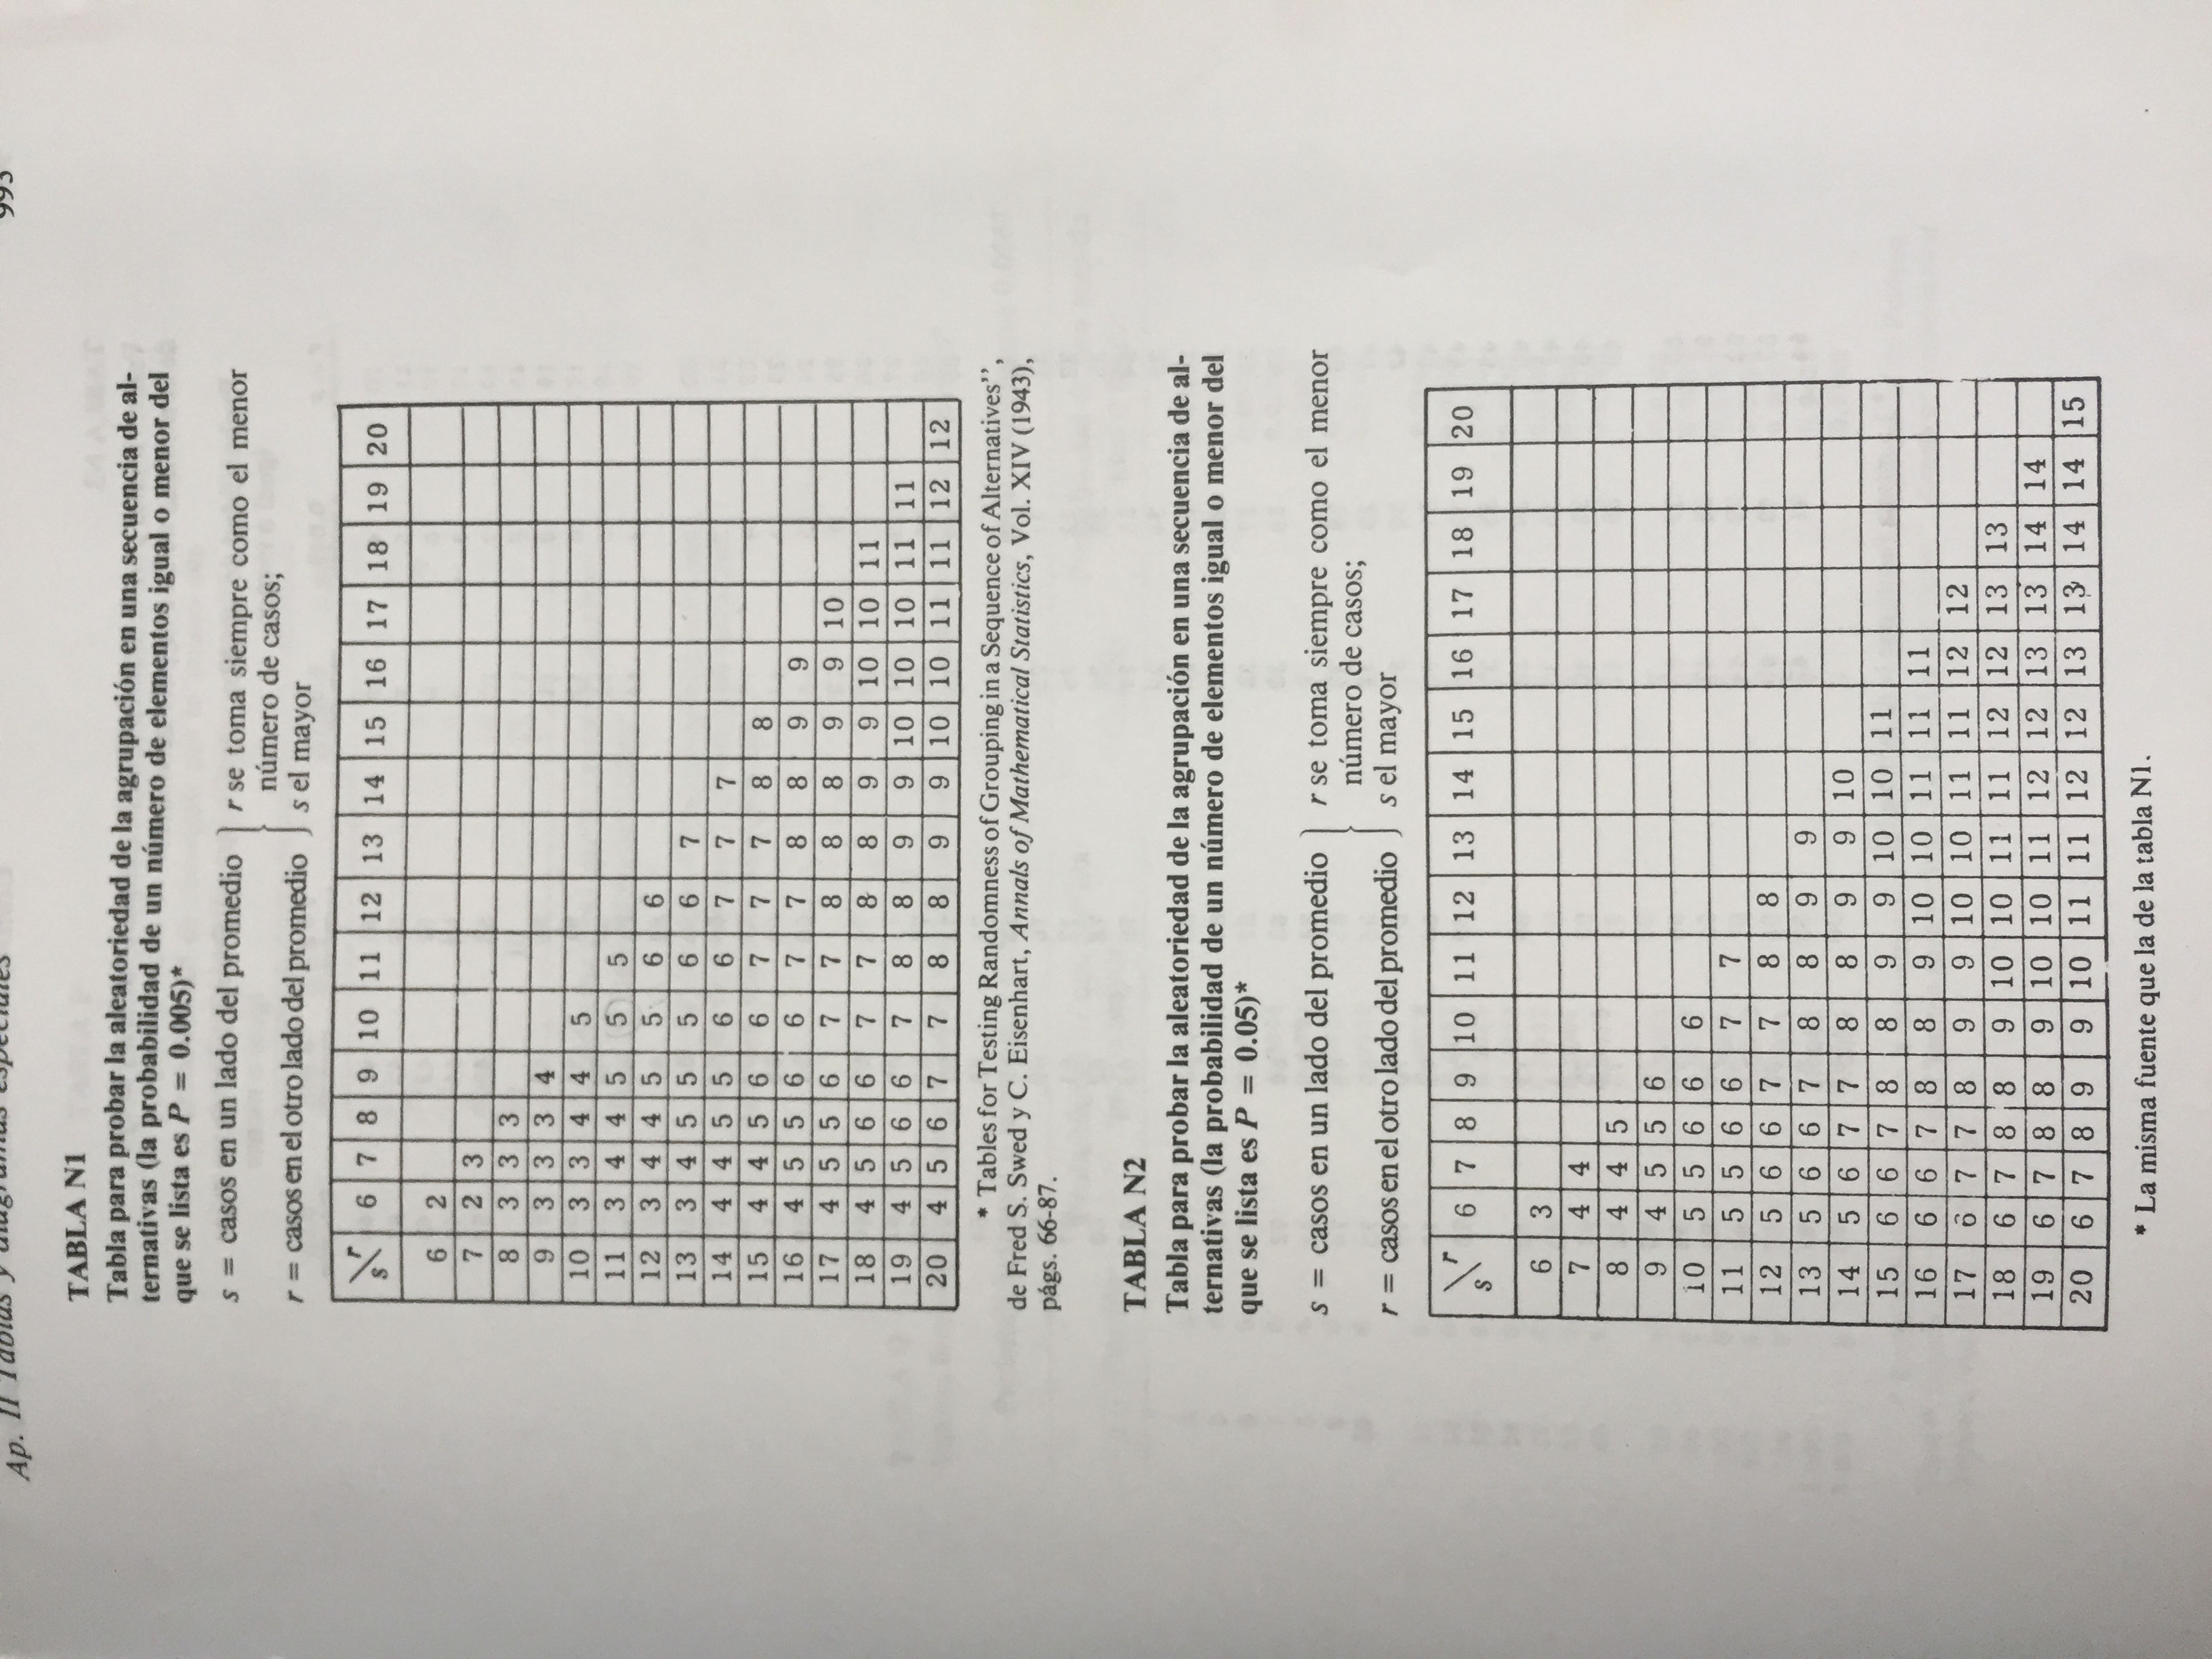 Ap. II Tablas y diagramas especiales 993
TABLA N1
Tabla para probar la aleatoriedad de la agrupación en una secuencia de al-
ternativas (la probabilidad de un número de elementos igual o menor del
que se lista es P = 0.005)*
s = casos en un lado del promedio
r = casos en el otro lado del promedio
r se toma siempre como el menor
número de casos;
s el mayor
s\r 6 7 8 9 10 11 12 13 14 15 16 17 18 19 20
6 2
7 2 3
8 3 3 3
9 3 3 3 4
10 3 3 4 4 5
11 3 4 4 5 5 5
12 3 4 4 5 5 6 6
13 3 4 5 5 5 6 6 7
14 4 4 5 5 6 6 7 7 7
15 4 4 5 6 6 7 7 7 8 8
16 4 5 5 6 6 7 7 8 8 9 9
17 4 5 5 6 7 7 8 8 8 9 9 10
18 4 5 6 6 7 7 8 8 9 9 10 10 11
19 4 5 6 6 7 8 8 9 9 10 10 10 11 11
20 4 5 6 7 7 8 8 9 9 10 10 11 11 12 12
* Tables for Testing Randomness of Grouping in a Sequence of Alternatives",
de Fred S. Swed y C. Eisenhart, Annals of Mathematical Statistics, Vol. XIV (1943),
págs. 66-87.
TABLA N2
Tabla para probar la aleatoriedad de la agrupación en una secuencia de al-
ternativas (la probabilidad de un número de elementos igual o menor del
que se lista es P = 0.05)*
s = casos en un lado del promedio
r = casos en el otro lado del promedio
r se toma siempre como el menor
número de casos;
s el mayor
s\r 6 7 8 9 10 11 12 13 14 15 16 17 18 19 20
6 3
7 4 4
8 4 4 5
9 4 5 5 6
10 5 5 6 6 6
11 5 5 6 6 7 7
12 5 6 6 7 7 8 8
13 5 6 6 7 8 8 9 9
14 5 6 7 7 8 8 9 9 10
15 6 6 7 8 8 9 9 10 10 11
16 6 6 7 8 8 9 10 10 11 11 11
17 6 7 7 8 9 9 10 10 11 11 12 12
18 6 7 8 8 9 10 10 11 11 12 12 13 13
19 6 7 8 8 9 10 10 11 12 12 13 13 14 14
20 6 7 8 9 9 10 11 11 12 12 13 13 14 14 15
* La misma fuente que la de la tabla N1.